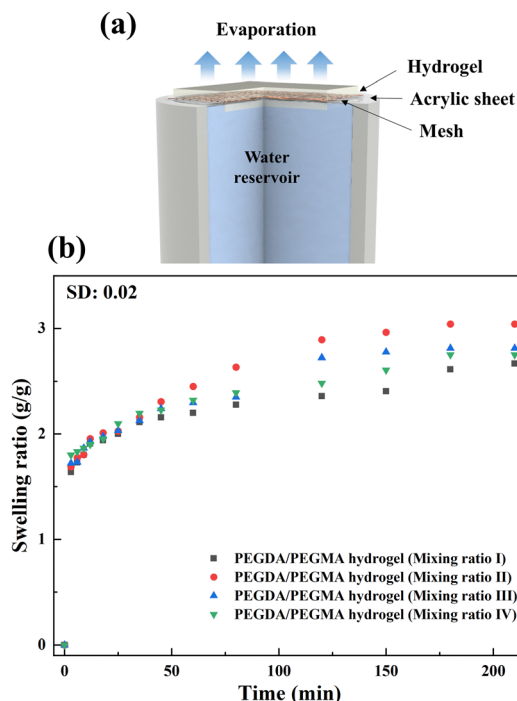 (a)
Evaporation
Hydrogel
Acrylic sheet
Mesh
Water
reservoir
(b)
SD: 0.02
3
2
1
0
Swelling ratio (g/g)
PEGDA/PEGMA hydrogel (Mixing ratio I)
PEGDA/PEGMA hydrogel (Mixing ratio II)
PEGDA/PEGMA hydrogel (Mixing ratio III)
PEGDA/PEGMA hydrogel (Mixing ratio IV)
0 50 100 150 200
Time (min)